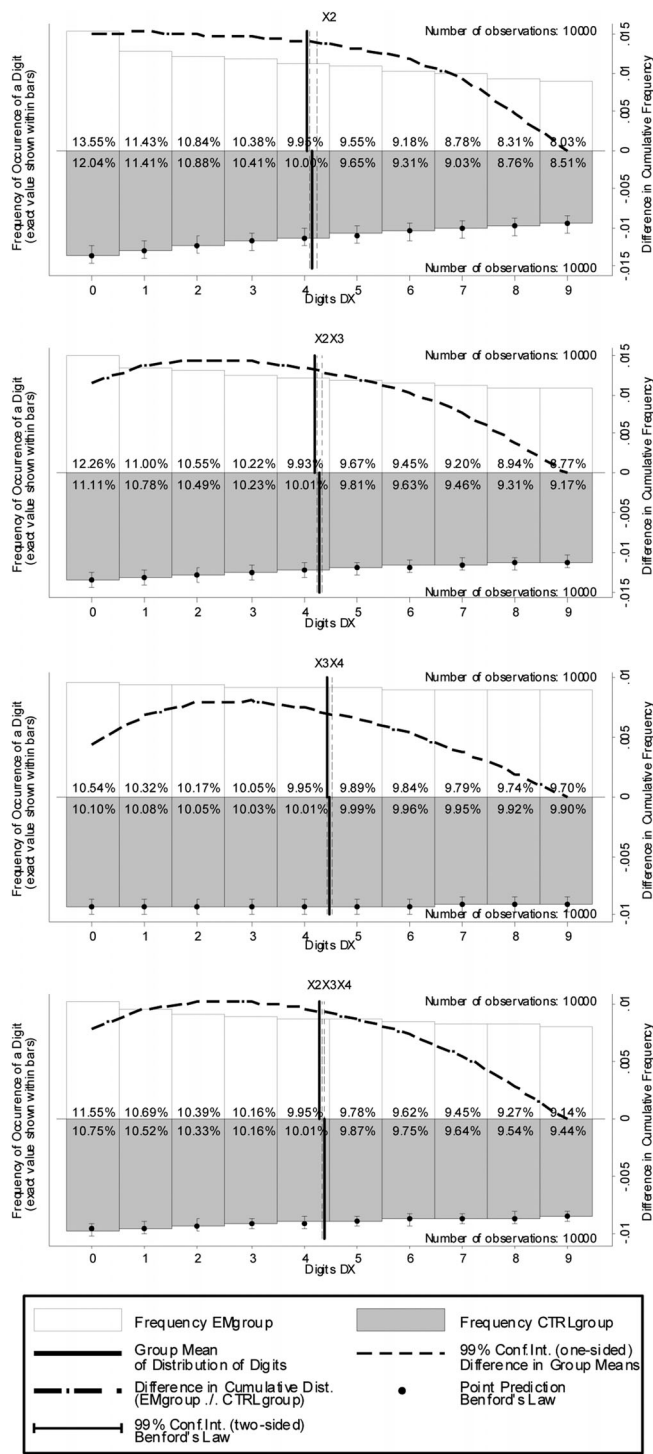 X2
Number of observations: 10000
Frequency of Occurrence of a Digit
(exact value shown within bars)
Difference in Cumulative Frequency
.015
.01
.005
0
-.005
-.01
-.015
13.55% 11.43% 10.84% 10.38% 9.95% 9.55% 9.18% 8.78% 8.31% 8.03%
12.04% 11.41% 10.88% 10.41% 10.00% 9.65% 9.31% 9.03% 8.76% 8.51%
Number of observations: 10000
0 1 2 3 4 5 6 7 8 9
Digits DX
X2X3
Number of observations: 10000
Frequency of Occurrence of a Digit
(exact value shown within bars)
Difference in Cumulative Frequency
.015
.01
.005
0
-.005
-.01
-.015
12.26% 11.00% 10.55% 10.22% 9.93% 9.67% 9.45% 9.20% 8.94% 8.77%
11.11% 10.78% 10.49% 10.23% 10.01% 9.81% 9.63% 9.46% 9.31% 9.17%
Number of observations: 10000
0 1 2 3 4 5 6 7 8 9
Digits DX
X3X4
Number of observations: 10000
Frequency of Occurrence of a Digit
(exact value shown within bars)
Difference in Cumulative Frequency
.01
.005
0
-.005
-.01
10.54% 10.32% 10.17% 10.05% 9.95% 9.89% 9.84% 9.79% 9.74% 9.70%
10.10% 10.08% 10.05% 10.03% 10.01% 9.99% 9.96% 9.95% 9.92% 9.90%
Number of observations: 10000
0 1 2 3 4 5 6 7 8 9
Digits DX
X2X3X4
Number of observations: 10000
Frequency of Occurrence of a Digit
(exact value shown within bars)
Difference in Cumulative Frequency
.01
.005
0
-.005
-.01
11.55% 10.69% 10.39% 10.16% 9.95% 9.78% 9.62% 9.45% 9.27% 9.14%
10.75% 10.52% 10.33% 10.16% 10.01% 9.87% 9.75% 9.64% 9.54% 9.44%
Number of observations: 10000
0 1 2 3 4 5 6 7 8 9
Digits DX
Frequency EMgroup
Frequency CTRLgroup
Group Mean
of Distribution of Digits
99% Conf.Int. (one-sided)
Difference in Group Means
Difference in Cumulative Dist.
(EMgroup ./. CTRLgroup)
Point Prediction
Benford's Law
99% Conf.Int. (two-sided)
Benford's Law